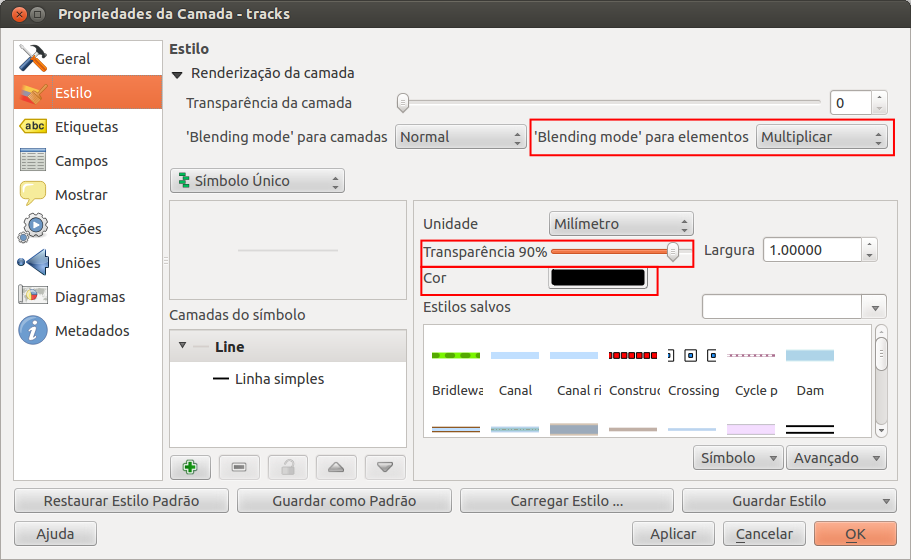 Propriedades da Camada - tracks
Geral
Estilo
Etiquetas
Campos
Mostrar
Acções
Uniões
Diagramas
Metadados
Estilo
Renderização da camada
Transparência da camada 0
'Blending mode' para camadas Normal 'Blending mode' para elementos Multiplicar
Símbolo Único
Camadas do símbolo
Line
Linha simples
Unidade Milímetro
Transparência 90% Largura 1.00000
Cor
Estilos salvos
Bridlewa Canal Canal ri Construc Crossing Cycle p Dam
Símbolo Avançado
Restaurar Estilo Padrão Guardar como Padrão Carregar Estilo ... Guardar Estilo
Ajuda Aplicar Cancelar OK
abc